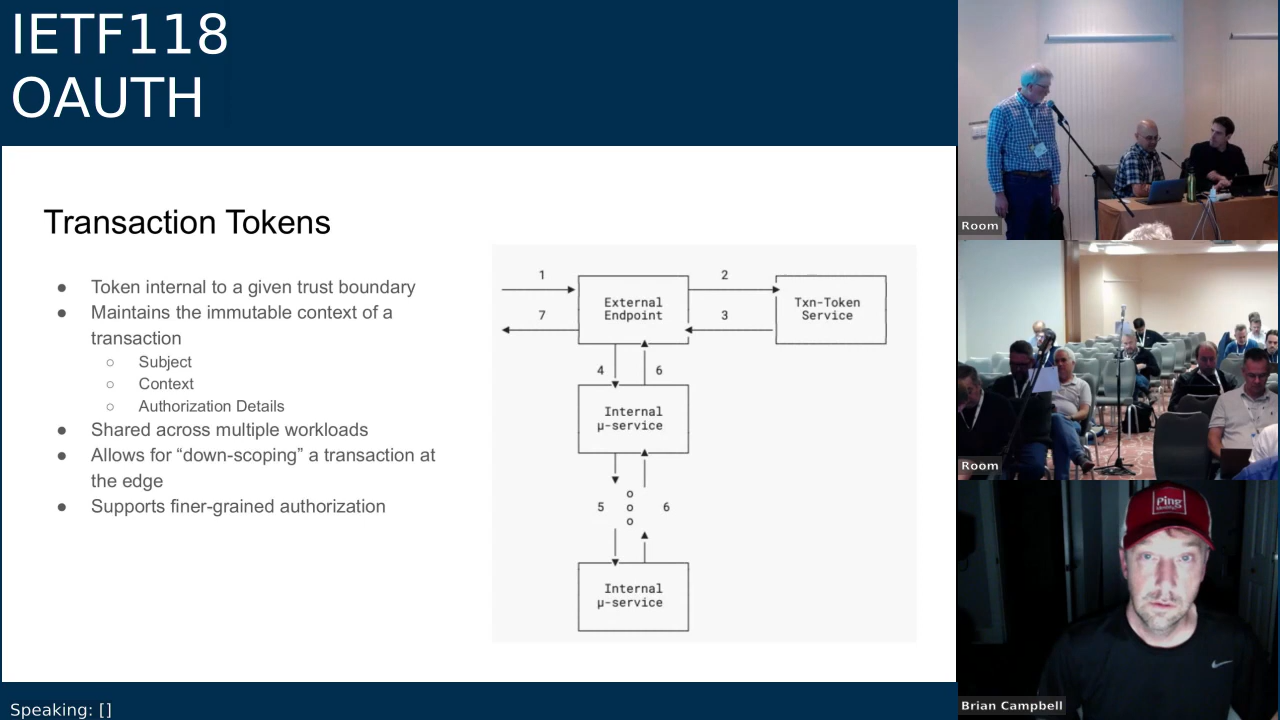 IETF118
OAUTH
Transaction Tokens
● Token internal to a given trust boundary
● Maintains the immutable context of a
transaction
○ Subject
○ Context
○ Authorization Details
● Shared across multiple workloads
● Allows for “down-scoping” a transaction at
the edge
● Supports finer-grained authorization
1
2
External
Endpoint
Txn-Token
Service
7
3
4
6
Internal
μ-service
5
o
o
o
6
Internal
μ-service
Room
Room
Ping
Brian Campbell
Speaking: []